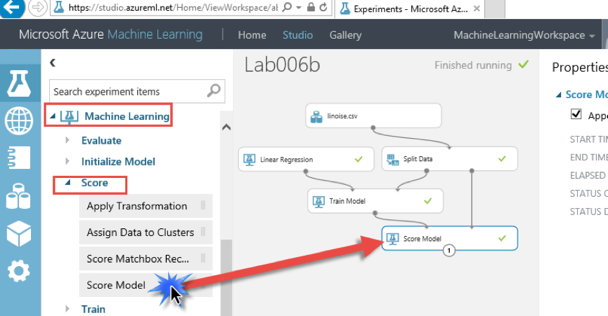 https://studio.azureml.net/Home/ViewWorkspace/al
Experiments - Microsoft Az...
Microsoft Azure Machine Learning
Home
Studio
Gallery
MachineLearningWorkspace
Search experiment items
Machine Learning
Evaluate
Initialize Model
Score
Apply Transformation
Assign Data to Clusters
Score Matchbox Rec...
Score Model
Train
Lab006b
Finished running
linoise.csv
Linear Regression
Split Data
Train Model
Score Model
1
Properties
Score Mo
Appe
START TIM
END TIME
ELAPSED
STATUS C
STATUS D